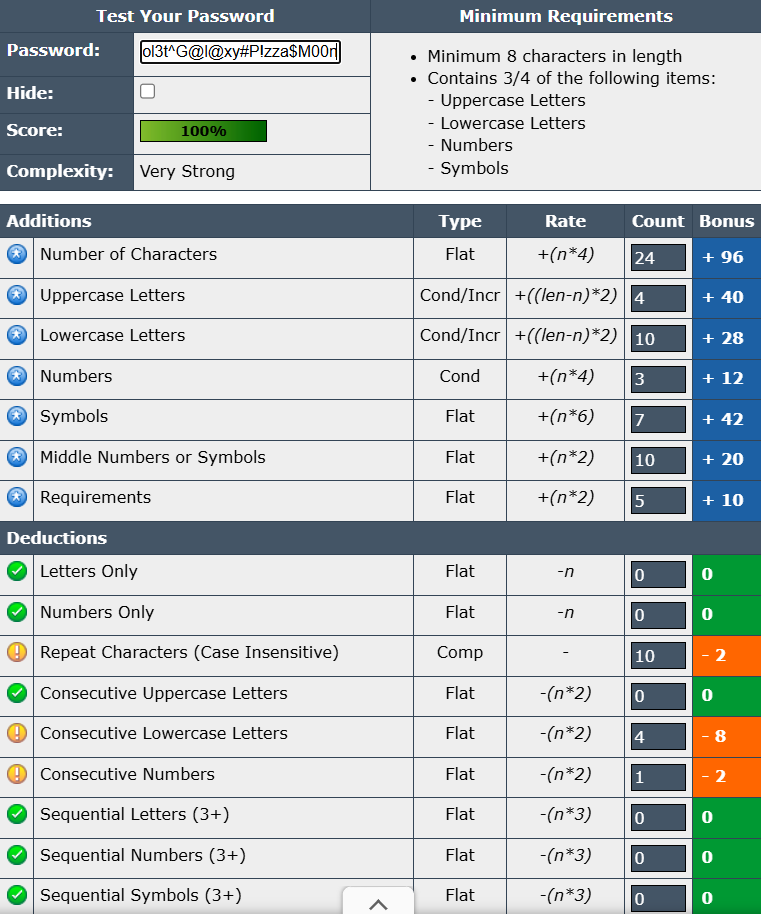 Test Your Password
Minimum Requirements
Password: ol3t^G@l@xy#P!zza$M00n
• Minimum 8 characters in length
• Contains 3/4 of the following items:
- Uppercase Letters
- Lowercase Letters
- Numbers
- Symbols
Hide:
Score: 100%
Complexity: Very Strong
Additions Type Rate Count Bonus
Number of Characters Flat +(n*4) 24 + 96
Uppercase Letters Cond/Incr +((len-n)*2) 4 + 40
Lowercase Letters Cond/Incr +((len-n)*2) 10 + 28
Numbers Cond +(n*4) 3 + 12
Symbols Flat +(n*6) 7 + 42
Middle Numbers or Symbols Flat +(n*2) 10 + 20
Requirements Flat +(n*2) 5 + 10
Deductions
Letters Only Flat -n 0 0
Numbers Only Flat -n 0 0
Repeat Characters (Case Insensitive) Comp - 10 - 2
Consecutive Uppercase Letters Flat -(n*2) 0 0
Consecutive Lowercase Letters Flat -(n*2) 4 - 8
Consecutive Numbers Flat -(n*2) 1 - 2
Sequential Letters (3+) Flat -(n*3) 0 0
Sequential Numbers (3+) Flat -(n*3) 0 0
Sequential Symbols (3+) Flat -(n*3) 0 0